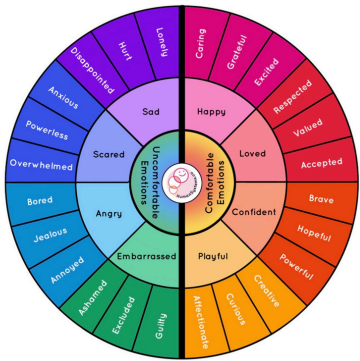 Lonely
Hurt
Disappointed
Anxious
Powerless
Overwhelmed
Bored
Jealous
Annoyed
Ashamed
Excluded
Guilty
Sad
Scared
Angry
Embarrassed
Uncomfortable
Emotions
Comfortable
Emotions
Happy
Loved
Confident
Playful
Caring
Grateful
Excited
Respected
Valued
Accepted
Brave
Hopeful
Powerful
Creative
Curious
Affectionate